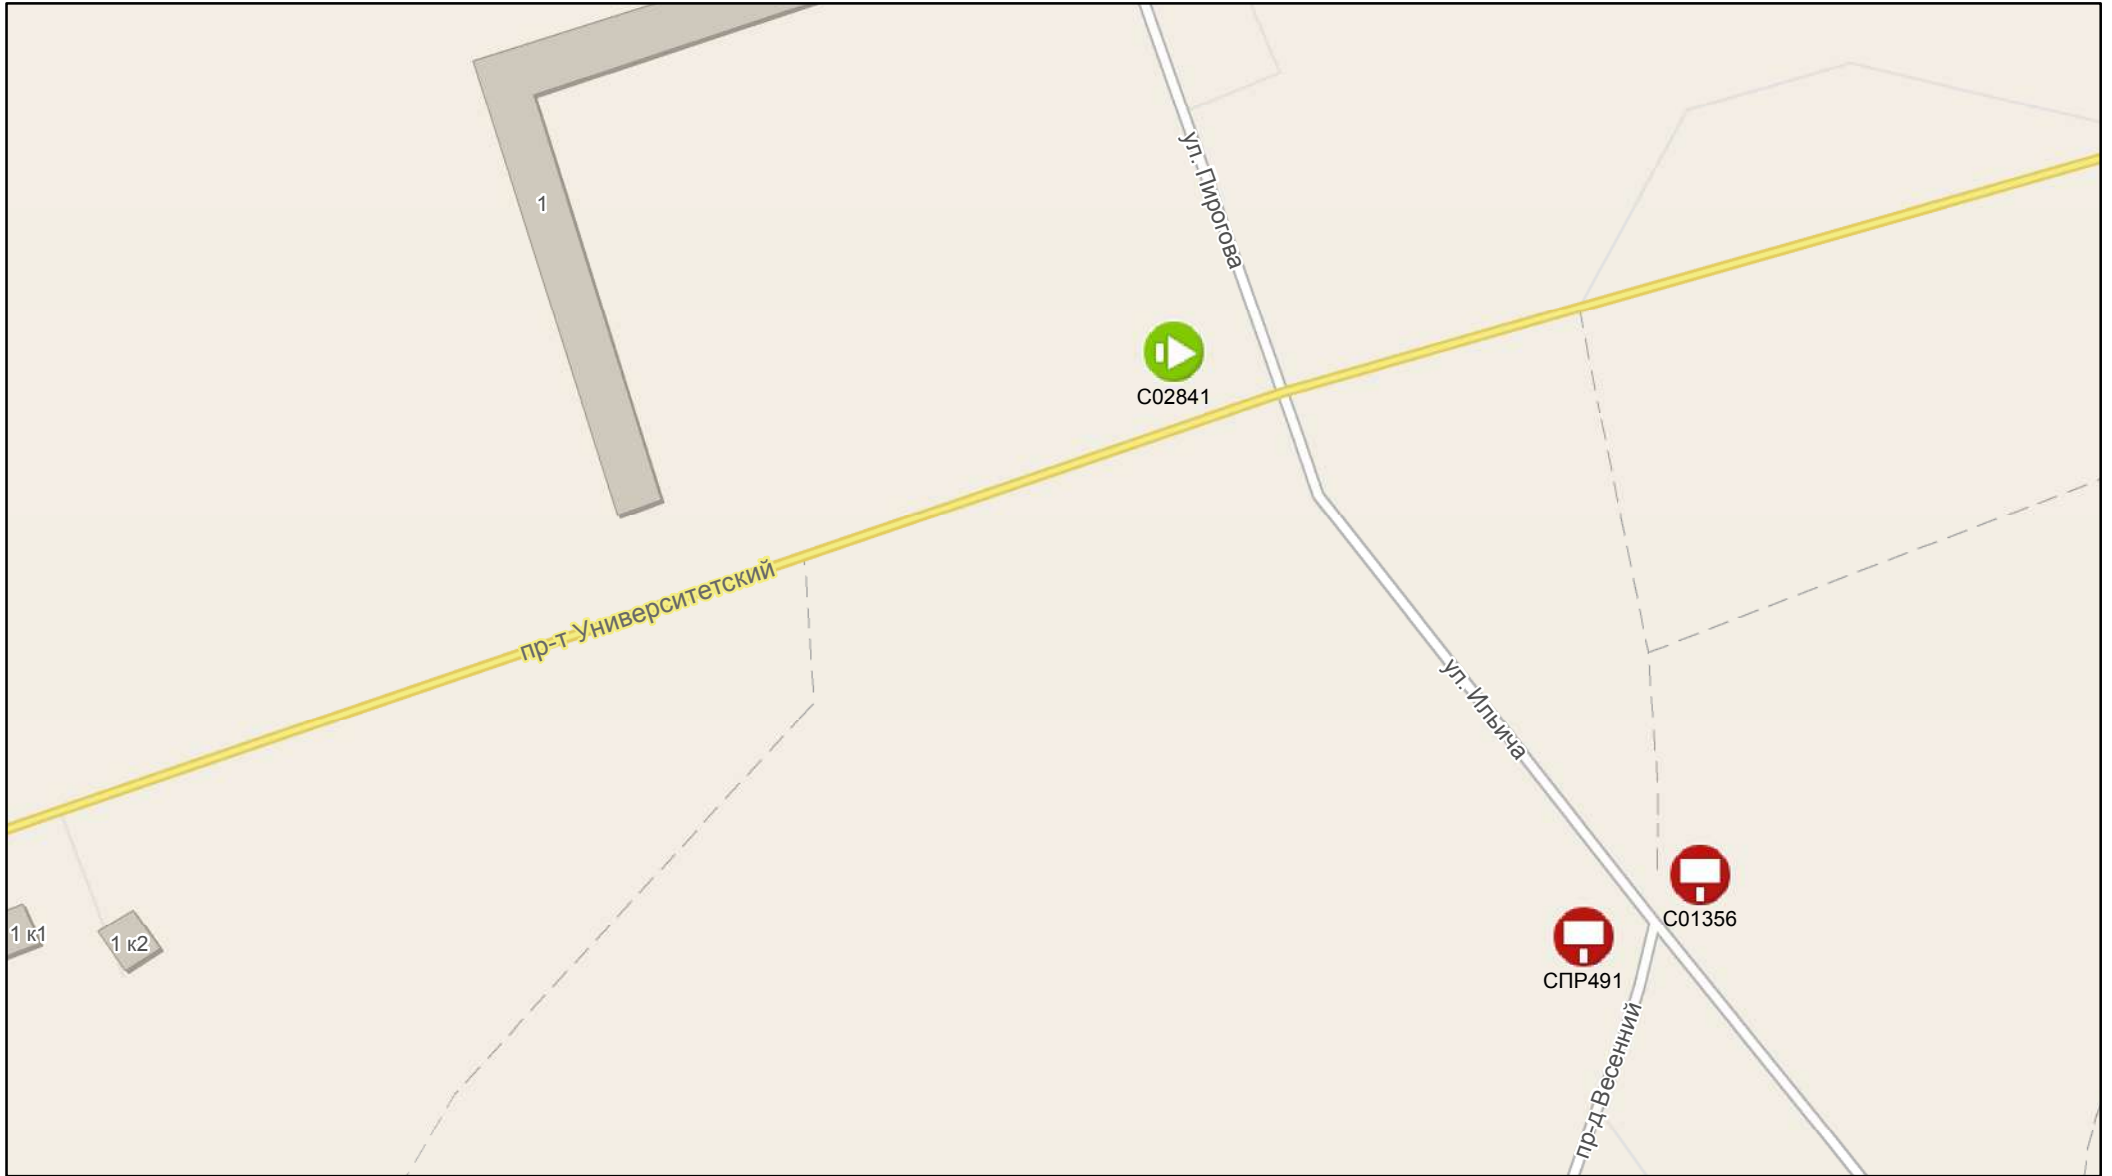 1
ул. Пирогова
С02841
пр-т Университетский
ул. Ильича
С01356
1 к1
1 к2
СПР491
пр-д Весенний